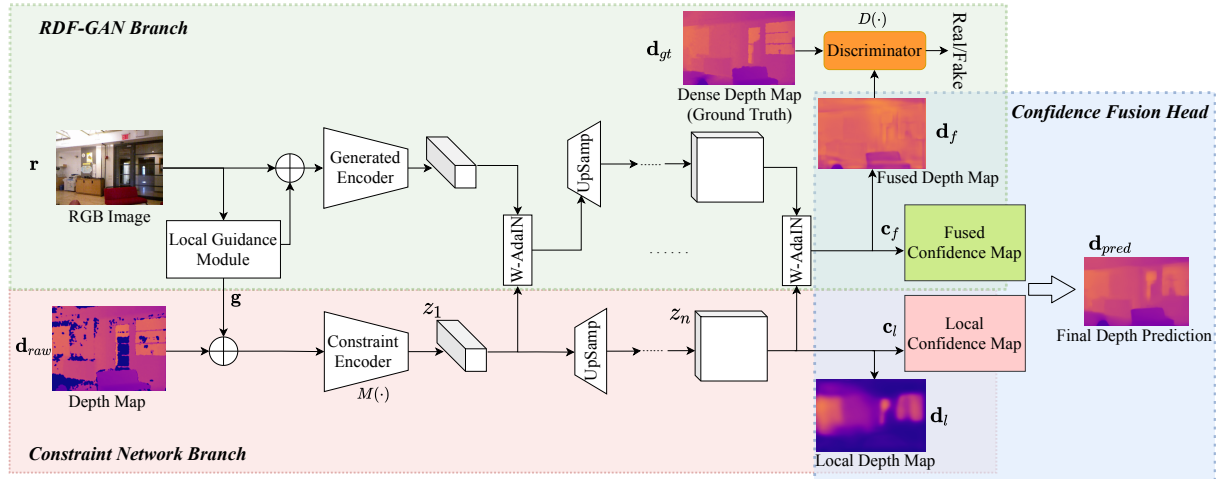 RDF-GAN Branch
D(·)
d_gt
Discriminator
Real/Fake
Dense Depth Map
(Ground Truth)
Confidence Fusion Head
r
Generated
Encoder
UpSamp
......
d_f
RGB Image
Fused Depth Map
Local Guidance
Module
W-AdaIN
......
W-AdaIN
c_f
Fused
Confidence Map
d_pred
g
z_1
z_n
d_raw
Constraint
Encoder
UpSamp
......
c_l
Local
Confidence Map
Final Depth Prediction
Depth Map
M(·)
d_l
Constraint Network Branch
Local Depth Map